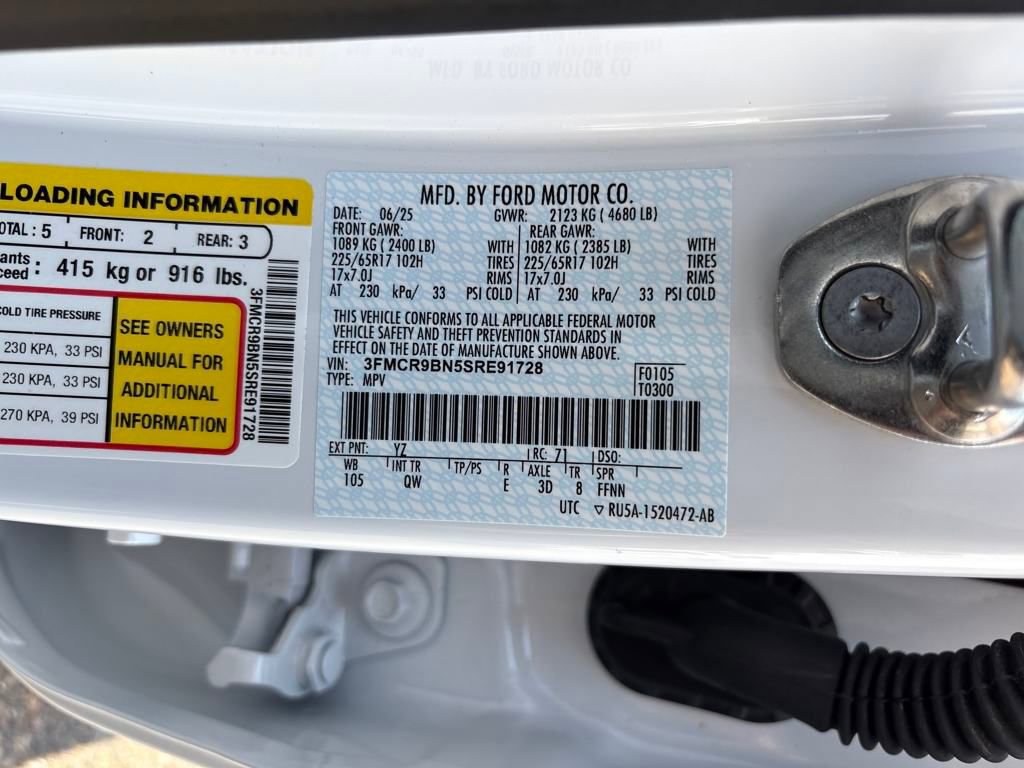 LOADING INFORMATION
OTAL : 5 FRONT: 2 REAR: 3
ants
ceed : 415 kg or 916 lbs.
COLD TIRE PRESSURE
230 KPA, 33 PSI
230 KPA, 33 PSI
270 KPA, 39 PSI
SEE OWNERS
MANUAL FOR
ADDITIONAL
INFORMATION
3FMCR9BN5SRE91728
MFD. BY FORD MOTOR CO.
DATE: 06/25 GVWR: 2123 KG ( 4680 LB)
FRONT GAWR: REAR GAWR:
1089 KG ( 2400 LB) WITH 1082 KG ( 2385 LB) WITH
225/65R17 102H TIRES 225/65R17 102H TIRES
17x7.0J RIMS 17x7.0J RIMS
AT 230 kPa/ 33 PSI COLD AT 230 kPa/ 33 PSI COLD
THIS VEHICLE CONFORMS TO ALL APPLICABLE FEDERAL MOTOR
VEHICLE SAFETY AND THEFT PREVENTION STANDARDS IN
EFFECT ON THE DATE OF MANUFACTURE SHOWN ABOVE.
VIN: 3FMCR9BN5SRE91728 F0105
TYPE: MPV T0300
EXT PNT: YZ RC: 71 DSO:
WB INT TR TP/PS R AXLE TR SPR
105 QW E 3D 8 FFNN
UTC ▽ RU5A-1520472-AB